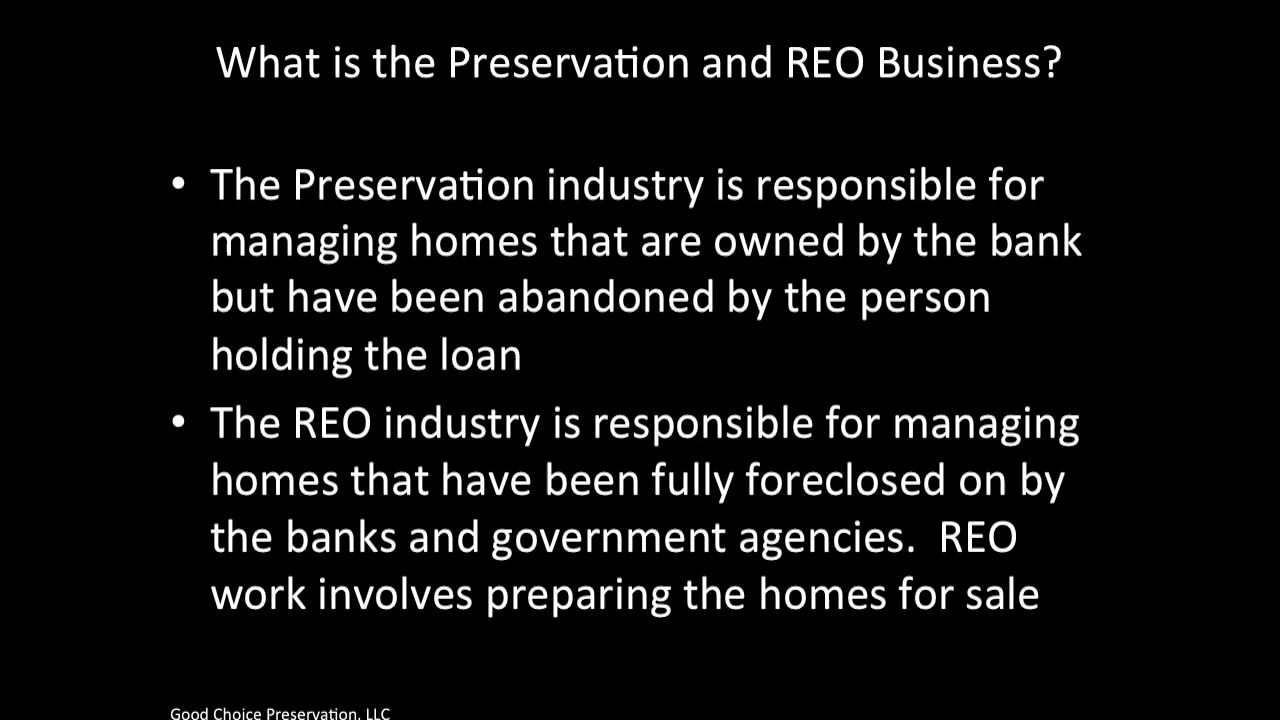 What is the Preservation and REO Business?
• The Preservation industry is responsible for
managing homes that are owned by the bank
but have been abandoned by the person
holding the loan
• The REO industry is responsible for managing
homes that have been fully foreclosed on by
the banks and government agencies.  REO
work involves preparing the homes for sale
Good Choice Preservation, LLC